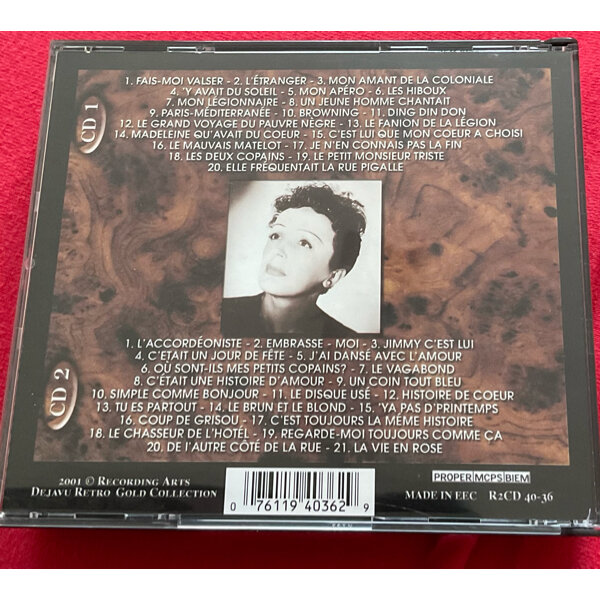 CD 1
1. FAIS-MOI VALSER - 2. L'ÉTRANGER - 3. MON AMANT DE LA COLONIALE
4. 'Y AVAIT DU SOLEIL - 5. MON APÉRO - 6. LES HIBOUX
7. MON LÉGIONNAIRE - 8. UN JEUNE HOMME CHANTAIT
9. PARIS-MÉDITERRANÉE - 10. BROWNING - 11. DING DIN DON
12. LE GRAND VOYAGE DU PAUVRE NÈGRE - 13. LE FANION DE LA LÉGION
14. MADELEINE QU'AVAIT DU COEUR - 15. C'EST LUI QUE MON COEUR A CHOISI
16. LE MAUVAIS MATELOT - 17. JE N'EN CONNAIS PAS LA FIN
18. LES DEUX COPAINS - 19. LE PETIT MONSIEUR TRISTE
20. ELLE FRÉQUENTAIT LA RUE PIGALLE
CD 2
1. L'ACCORDÉONISTE - 2. EMBRASSE - MOI - 3. JIMMY C'EST LUI
4. C'ÉTAIT UN JOUR DE FÊTE - 5. J'AI DANSÉ AVEC L'AMOUR
6. OÙ SONT-ILS MES PETITS COPAINS? - 7. LE VAGABOND
8. C'ÉTAIT UNE HISTOIRE D'AMOUR - 9. UN COIN TOUT BLEU
10. SIMPLE COMME BONJOUR - 11. LE DISQUE USÉ - 12. HISTOIRE DE COEUR
13. TU ES PARTOUT - 14. LE BRUN ET LE BLOND - 15. 'YA PAS D'PRINTEMPS
16. COUP DE GRISOU - 17. C'EST TOUJOURS LA MÊME HISTOIRE
18. LE CHASSEUR DE L'HÔTEL - 19. REGARDE-MOI TOUJOURS COMME ÇA
20. DE L'AUTRE CÔTÉ DE LA RUE - 21. LA VIE EN ROSE
2001 © RECORDING ARTS
DEJAVU RETRO GOLD COLLECTION
0 76119 40362 9
PROPER MCPS BIEM
MADE IN EEC R2CD 40-36